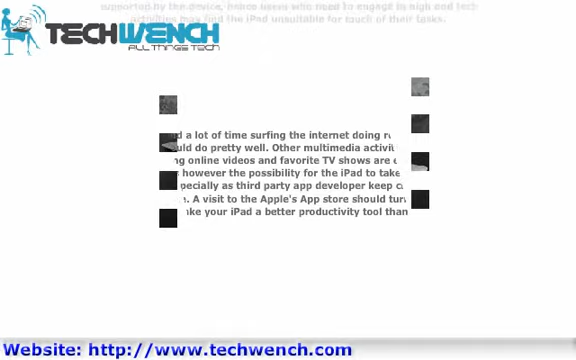 supported by the device, hence users who need to engage in high end tech
activities may find the iPad unsuitable for touch of their tasks.
TECHWENCH
ALL THINGS TECH
d a lot of time surfing the internet doing r
uld do pretty well. Other multimedia activit
ng online videos and favorite TV shows are
however the possibility for the iPad to take
pecially as third party app developer keep c
e. A visit to the Apple's App store should tur
ake your iPad a better productivity tool than
Website: http://www.techwench.com